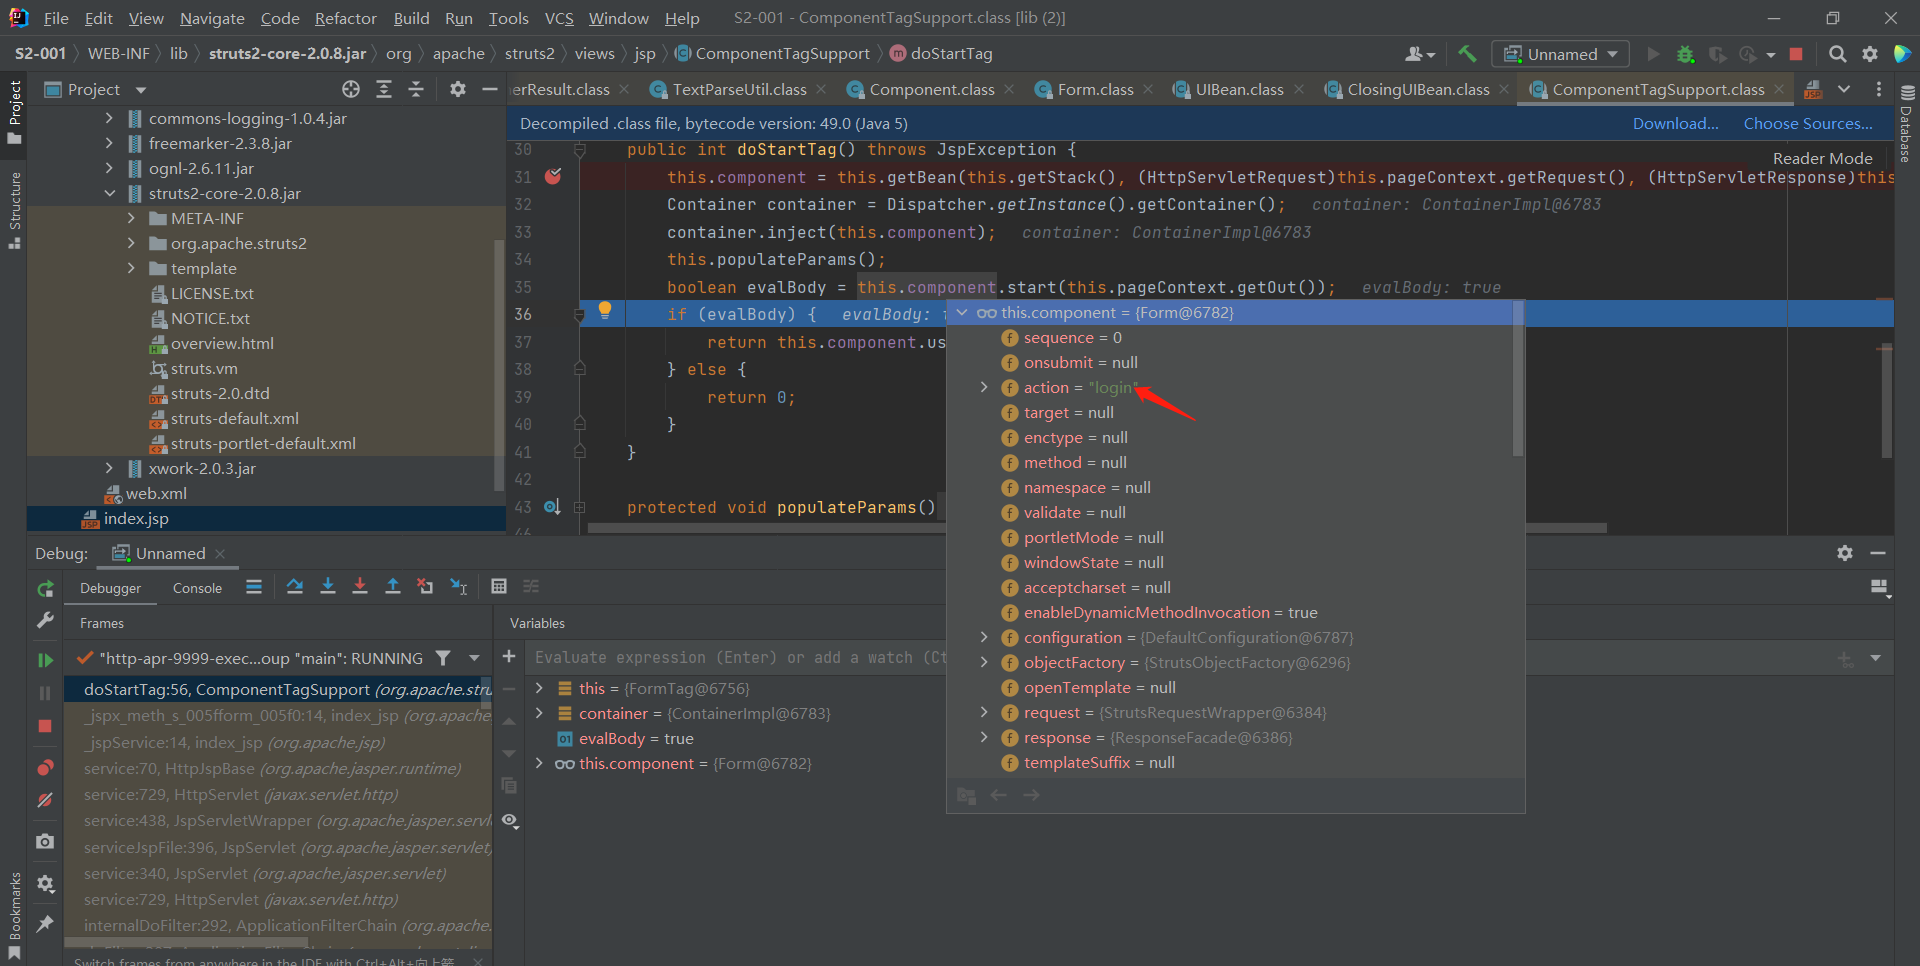 File Edit View Navigate Code Refactor Build Run Tools VCS Window Help S2-001 - ComponentTagSupport.class [lib (2)]
S2-001 WEB-INF lib struts2-core-2.0.8.jar org apache struts2 views jsp ComponentTagSupport doStartTag Unnamed
Project
erResult.class TextParseUtil.class Component.class Form.class UIBean.class ClosingUIBean.class ComponentTagSupport.class
Decompiled .class file, bytecode version: 49.0 (Java 5) Download... Choose Sources...
Reader Mode
Project
Structure
Bookmarks
Database
commons-logging-1.0.4.jar
freemarker-2.3.8.jar
ognl-2.6.11.jar
struts2-core-2.0.8.jar
META-INF
org.apache.struts2
template
LICENSE.txt
NOTICE.txt
overview.html
struts.vm
struts-2.0.dtd
struts-default.xml
struts-portlet-default.xml
xwork-2.0.3.jar
web.xml
index.jsp
30 public int doStartTag() throws JspException {
31 this.component = this.getBean(this.getStack(), (HttpServletRequest)this.pageContext.getRequest(), (HttpServletResponse)this
32 Container container = Dispatcher.getInstance().getContainer(); container: ContainerImpl@6783
33 container.inject(this.component); container: ContainerImpl@6783
34 this.populateParams();
35 boolean evalBody = this.component.start(this.pageContext.getOut()); evalBody: true
36 if (evalBody) { evalBody:
37 return this.component.us
38 } else {
39 return 0;
40 }
41 }
42
43 protected void populateParams()
46
this.component = {Form@6782}
sequence = 0
onsubmit = null
action = "login"
target = null
enctype = null
method = null
namespace = null
validate = null
portletMode = null
windowState = null
acceptcharset = null
enableDynamicMethodInvocation = true
configuration = {DefaultConfiguration@6787}
objectFactory = {StrutsObjectFactory@6296}
openTemplate = null
request = {StrutsRequestWrapper@6384}
response = {ResponseFacade@6386}
templateSuffix = null
Debug: Unnamed
Debugger Console
Frames
"http-apr-9999-exec...oup "main": RUNNING
doStartTag:56, ComponentTagSupport (org.apache.stru
_jspx_meth_s_005fform_005f0:14, index_jsp (org.apache
_jspService:14, index_jsp (org.apache.jsp)
service:70, HttpJspBase (org.apache.jasper.runtime)
service:729, HttpServlet (javax.servlet.http)
service:438, JspServletWrapper (org.apache.jasper.servle
serviceJspFile:396, JspServlet (org.apache.jasper.servlet)
service:340, JspServlet (org.apache.jasper.servlet)
service:729, HttpServlet (javax.servlet.http)
internalDoFilter:292, ApplicationFilterChain (org.apache.
Switch frames from anywhere in the IDE with Ctrl+Alt+向上箭
Variables
Evaluate expression (Enter) or add a watch (Ct
this = {FormTag@6756}
container = {ContainerImpl@6783}
evalBody = true
this.component = {Form@6782}